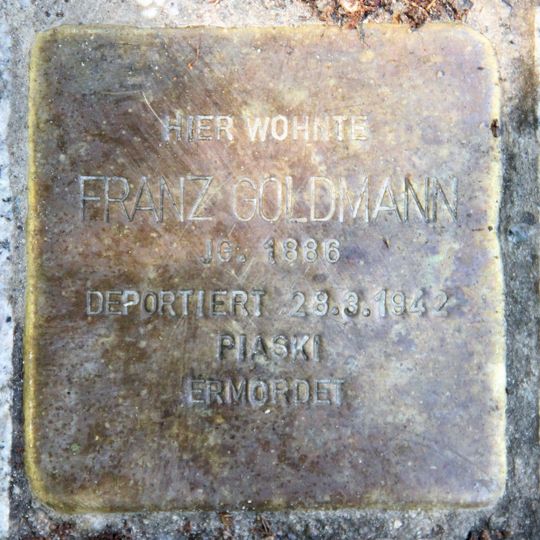 HIER WOHNTE
FRANZ GOLDMANN
JG. 1886
DEPORTIERT 28.3.1942
PIASKI
ERMORDET